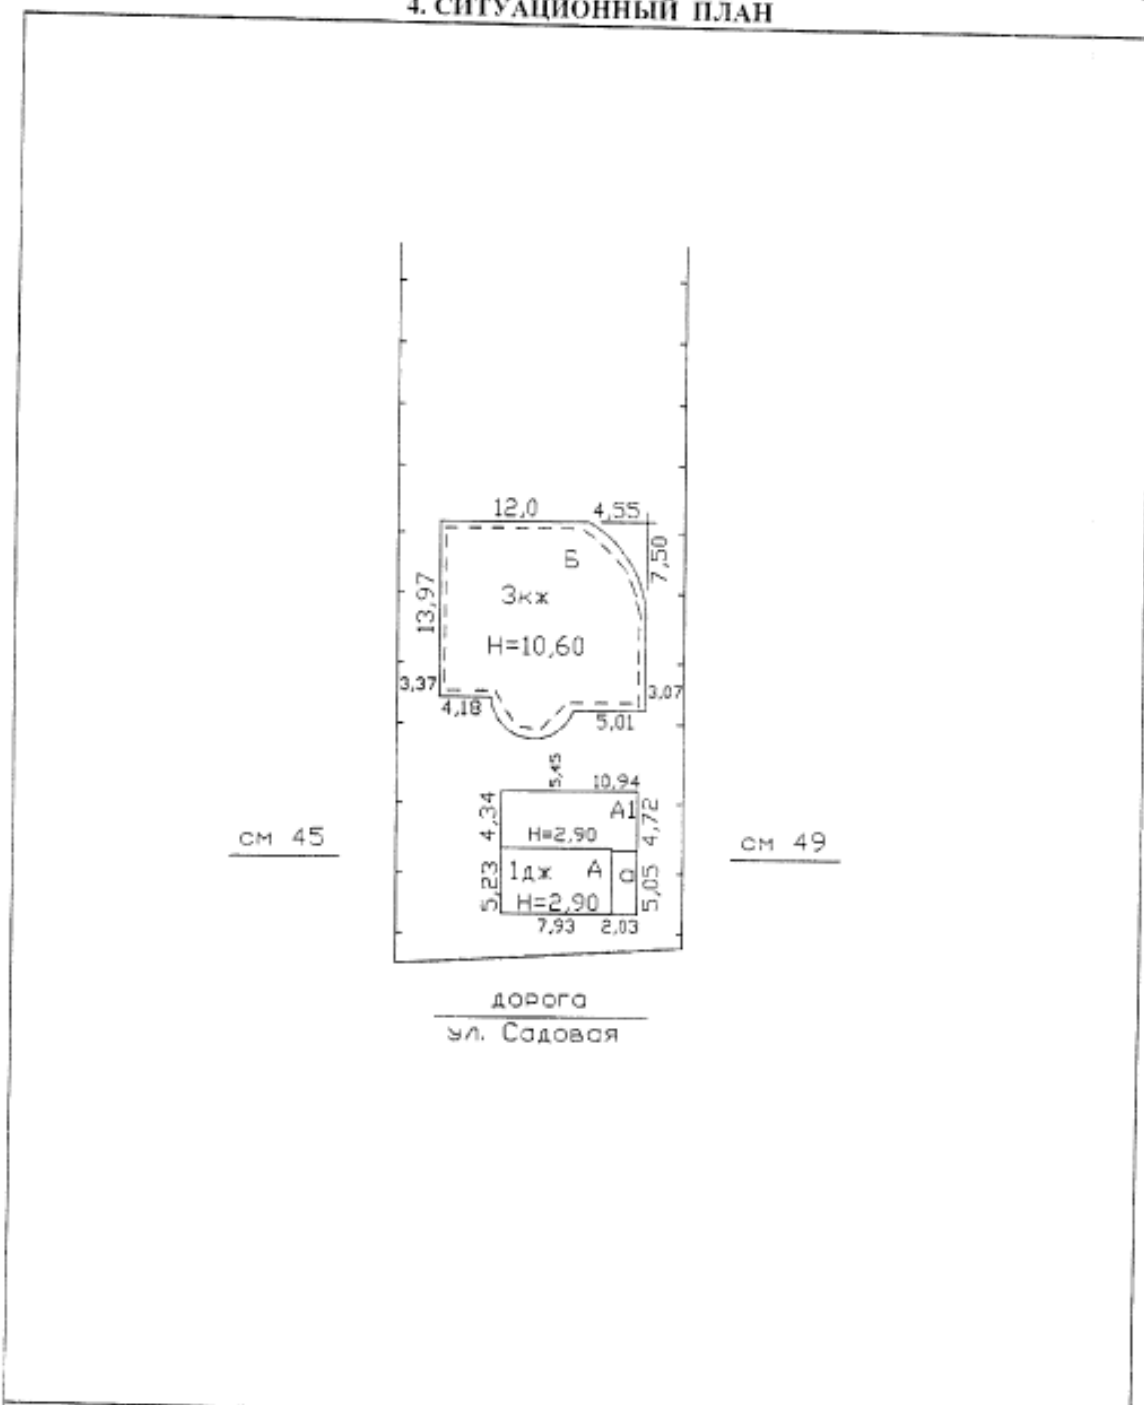 4. СИТУАЦИОННЫЙ ПЛАН
12,0
4,55
7,50
Б
3кж
13,97
Н=10,60
3,37
3,07
4,18
5,01
5,45
10,94
4,34
А1
4,72
Н=2,90
см 45
см 49
1дж
А
а
5,23
5,05
Н=2,90
7,93
2,03
дорога
ул. Садовая